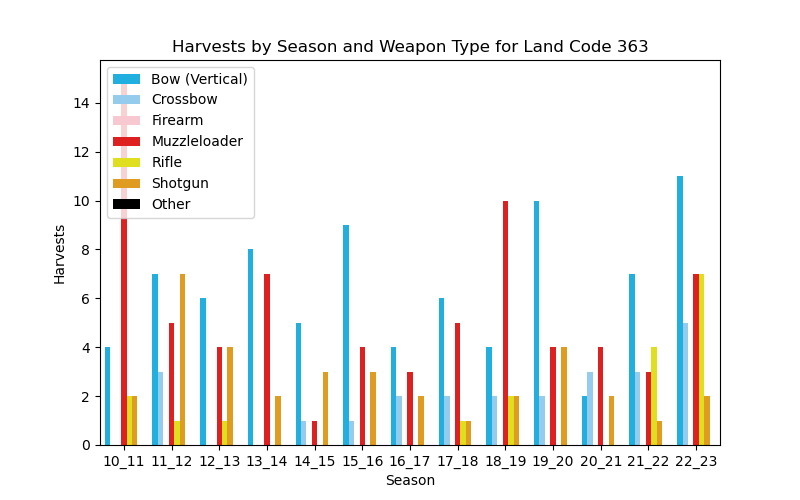 Harvests by Season and Weapon Type for Land Code 363
Bow (Vertical)
Crossbow
Firearm
Muzzleloader
Rifle
Shotgun
Other
14
12
10
8
6
4
2
0
Harvests
10_11 11_12 12_13 13_14 14_15 15_16 16_17 17_18 18_19 19_20 20_21 21_22 22_23
Season